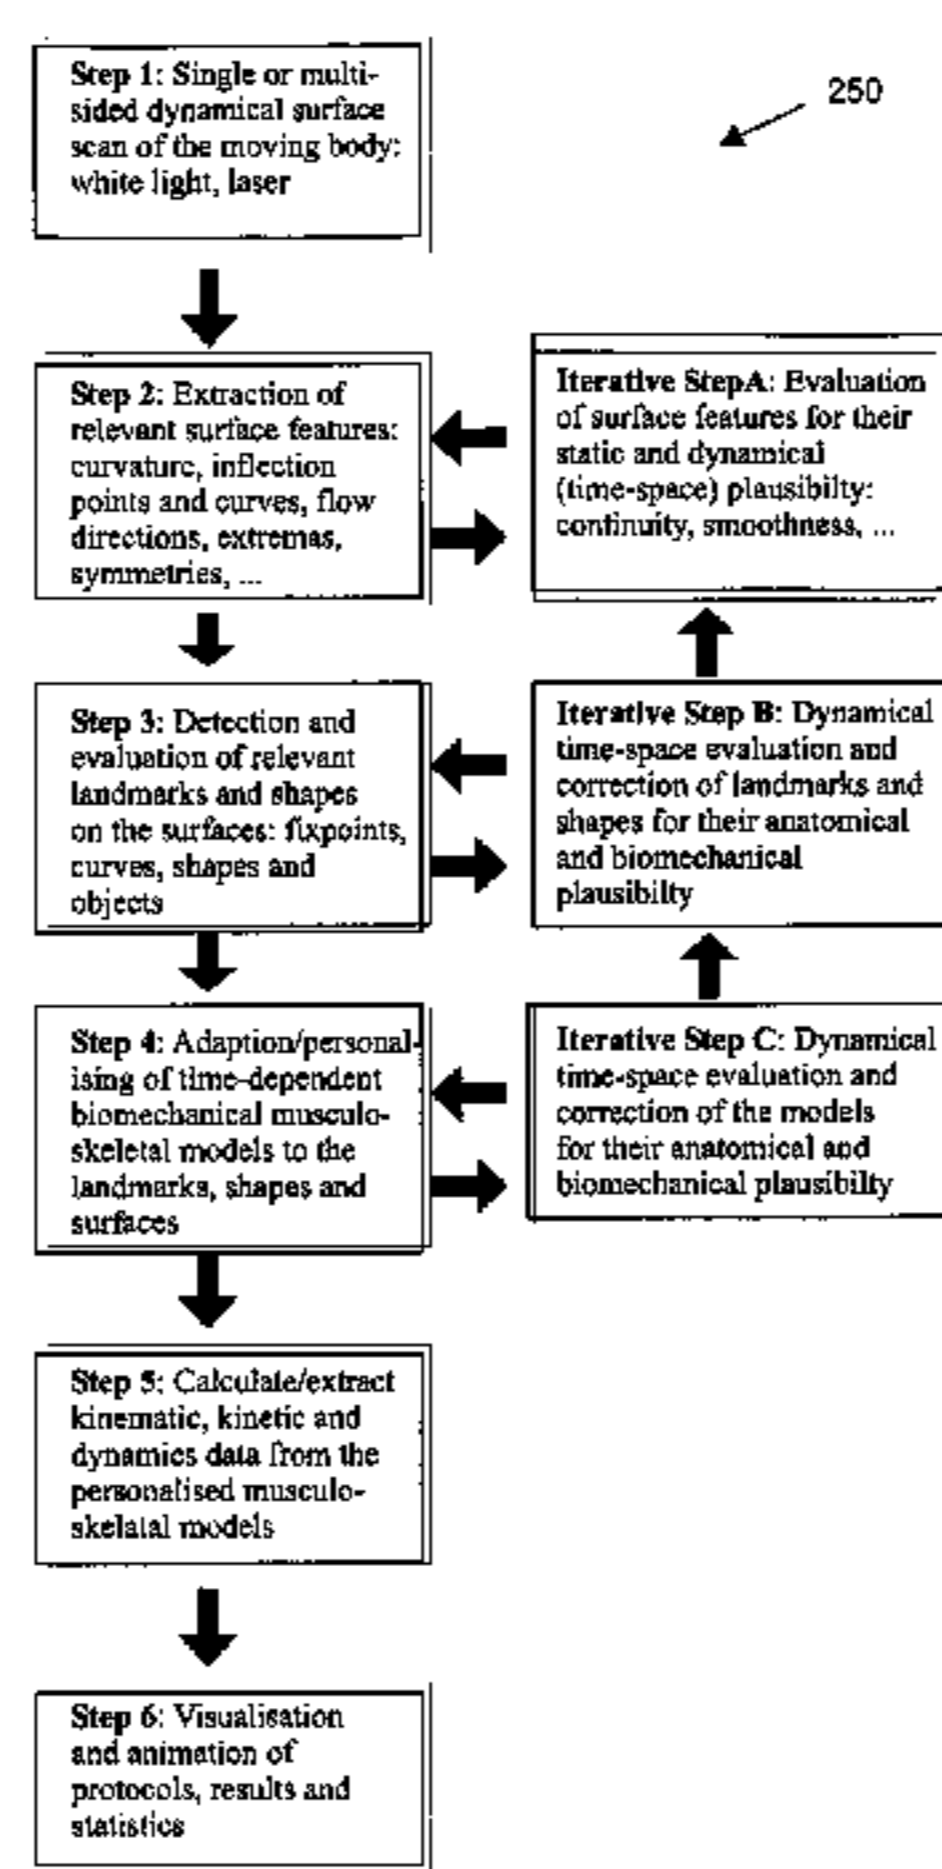 Step 1: Single or multi-
sided dynamical surface
scan of the moving body:
white light, laser
250
Step 2: Extraction of
relevant surface features:
curvature, inflection
points and curves, flow
directions, extremas,
symmetries, ...
Iterative StepA: Evaluation
of surface features for their
static and dynamical
(time-space) plausibilty:
continuity, smoothness, ...
Step 3: Detection and
evaluation of relevant
landmarks and shapes
on the surfaces: fixpoints,
curves, shapes and
objects
Iterative Step B: Dynamical
time-space evaluation and
correction of landmarks and
shapes for their anatomical
and biomechanical
plausibilty
Step 4: Adaption/personal-
ising of time-dependent
biomechanical musculo-
skeletal models to the
landmarks, shapes and
surfaces
Iterative Step C: Dynamical
time-space evaluation and
correction of the models
for their anatomical and
biomechanical plausibilty
Step 5: Calculate/extract
kinematic, kinetic and
dynamics data from the
personalised musculo-
skelatal models
Step 6: Visualisation
and animation of
protocols, results and
statistics